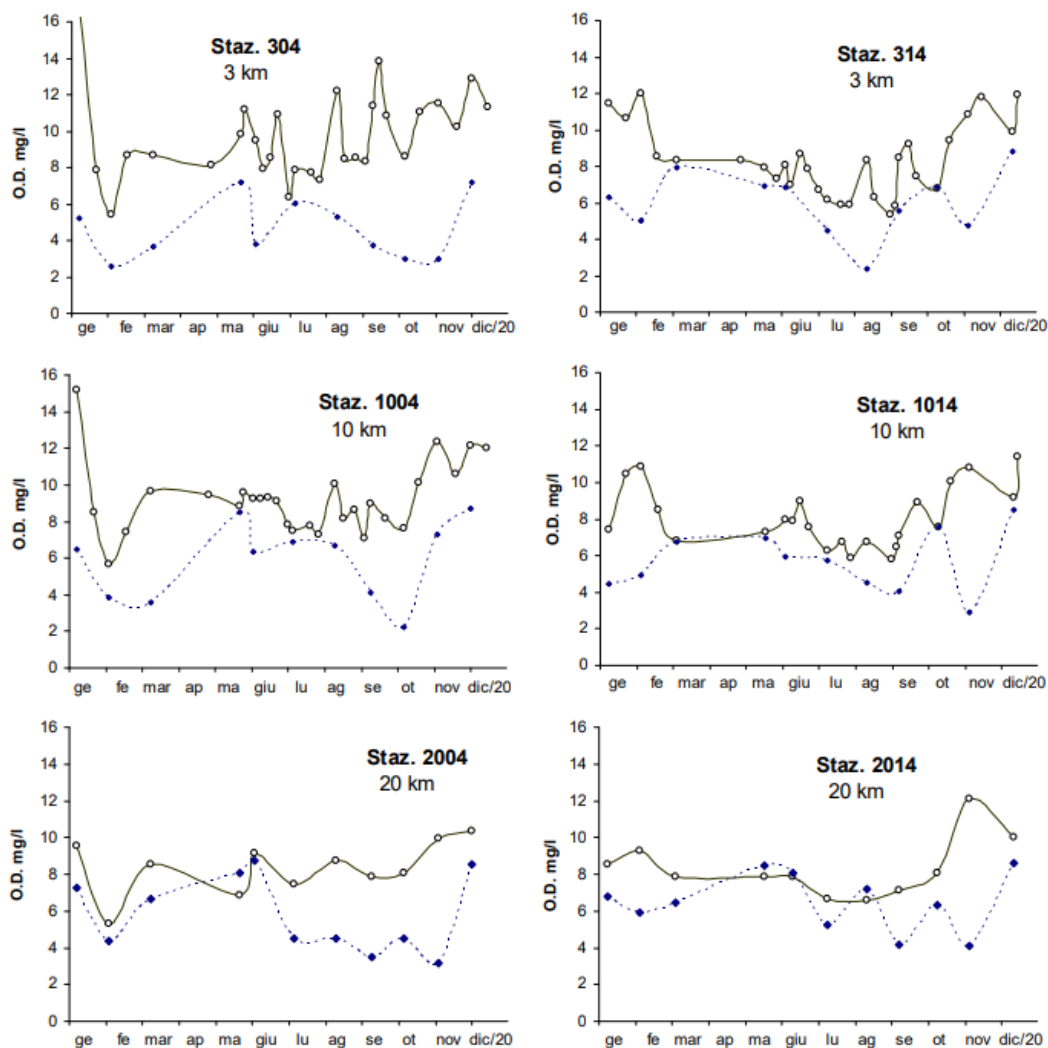 Staz. 304
3 km
O.D. mg/l
16
14
12
10
8
6
4
2
0
ge fe mar ap ma giu lu ag se ot nov dic/20
Staz. 314
3 km
O.D. mg/l
16
14
12
10
8
6
4
2
0
ge fe mar ap ma giu lu ag se ot nov dic/20
Staz. 1004
10 km
O.D. mg/l
16
14
12
10
8
6
4
2
0
ge fe mar ap ma giu lu ag se ot nov dic/20
Staz. 1014
10 km
O.D. mg/l
16
14
12
10
8
6
4
2
0
ge fe mar ap ma giu lu ag se ot nov dic/20
Staz. 2004
20 km
O.D. mg/l
16
14
12
10
8
6
4
2
0
ge fe mar ap ma giu lu ag se ot nov dic/20
Staz. 2014
20 km
O.D. mg/l
16
14
12
10
8
6
4
2
0
ge fe mar ap ma giu lu ag se ot nov dic/20